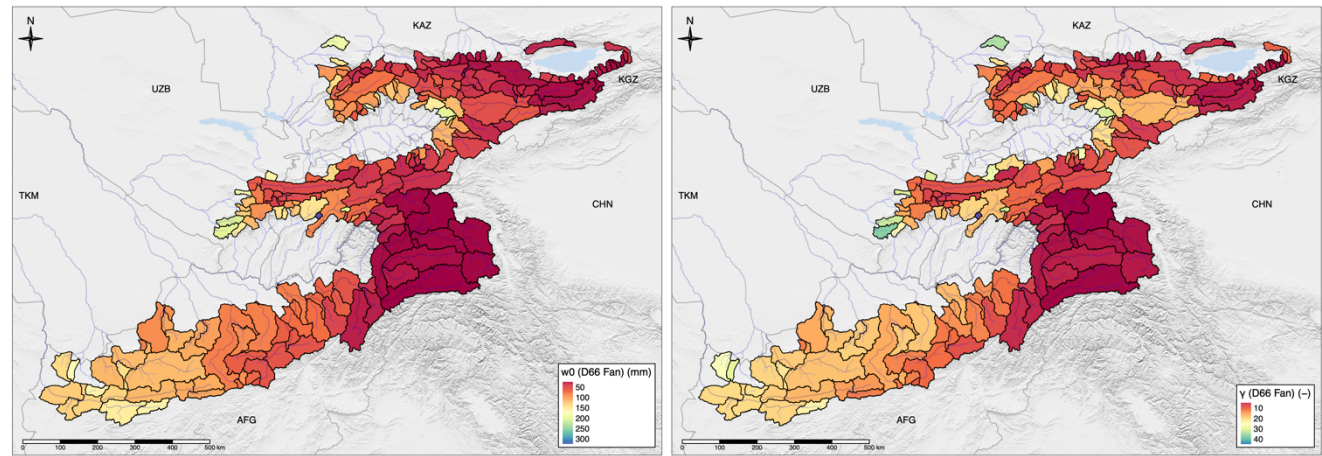 N
KAZ
UZB
KGZ
TKM
CHN
AFG
w0 (D66 Fan) (mm)
50
100
150
200
250
300
0 100 200 300 400 500 km
N
KAZ
UZB
KGZ
TKM
CHN
AFG
γ (D66 Fan) (−)
10
20
30
40
0 100 200 300 400 500 km